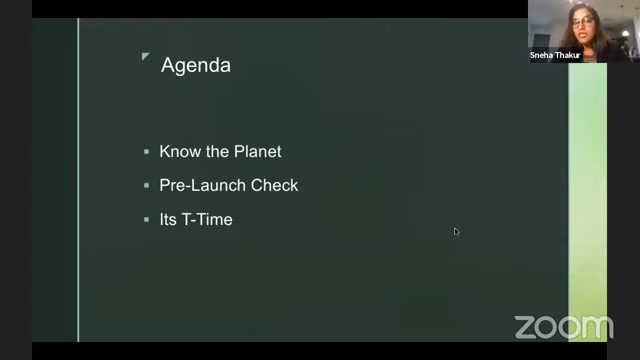 Sneha Thakur
Agenda
Know the Planet
Pre-Launch Check
Its T-Time
zoom